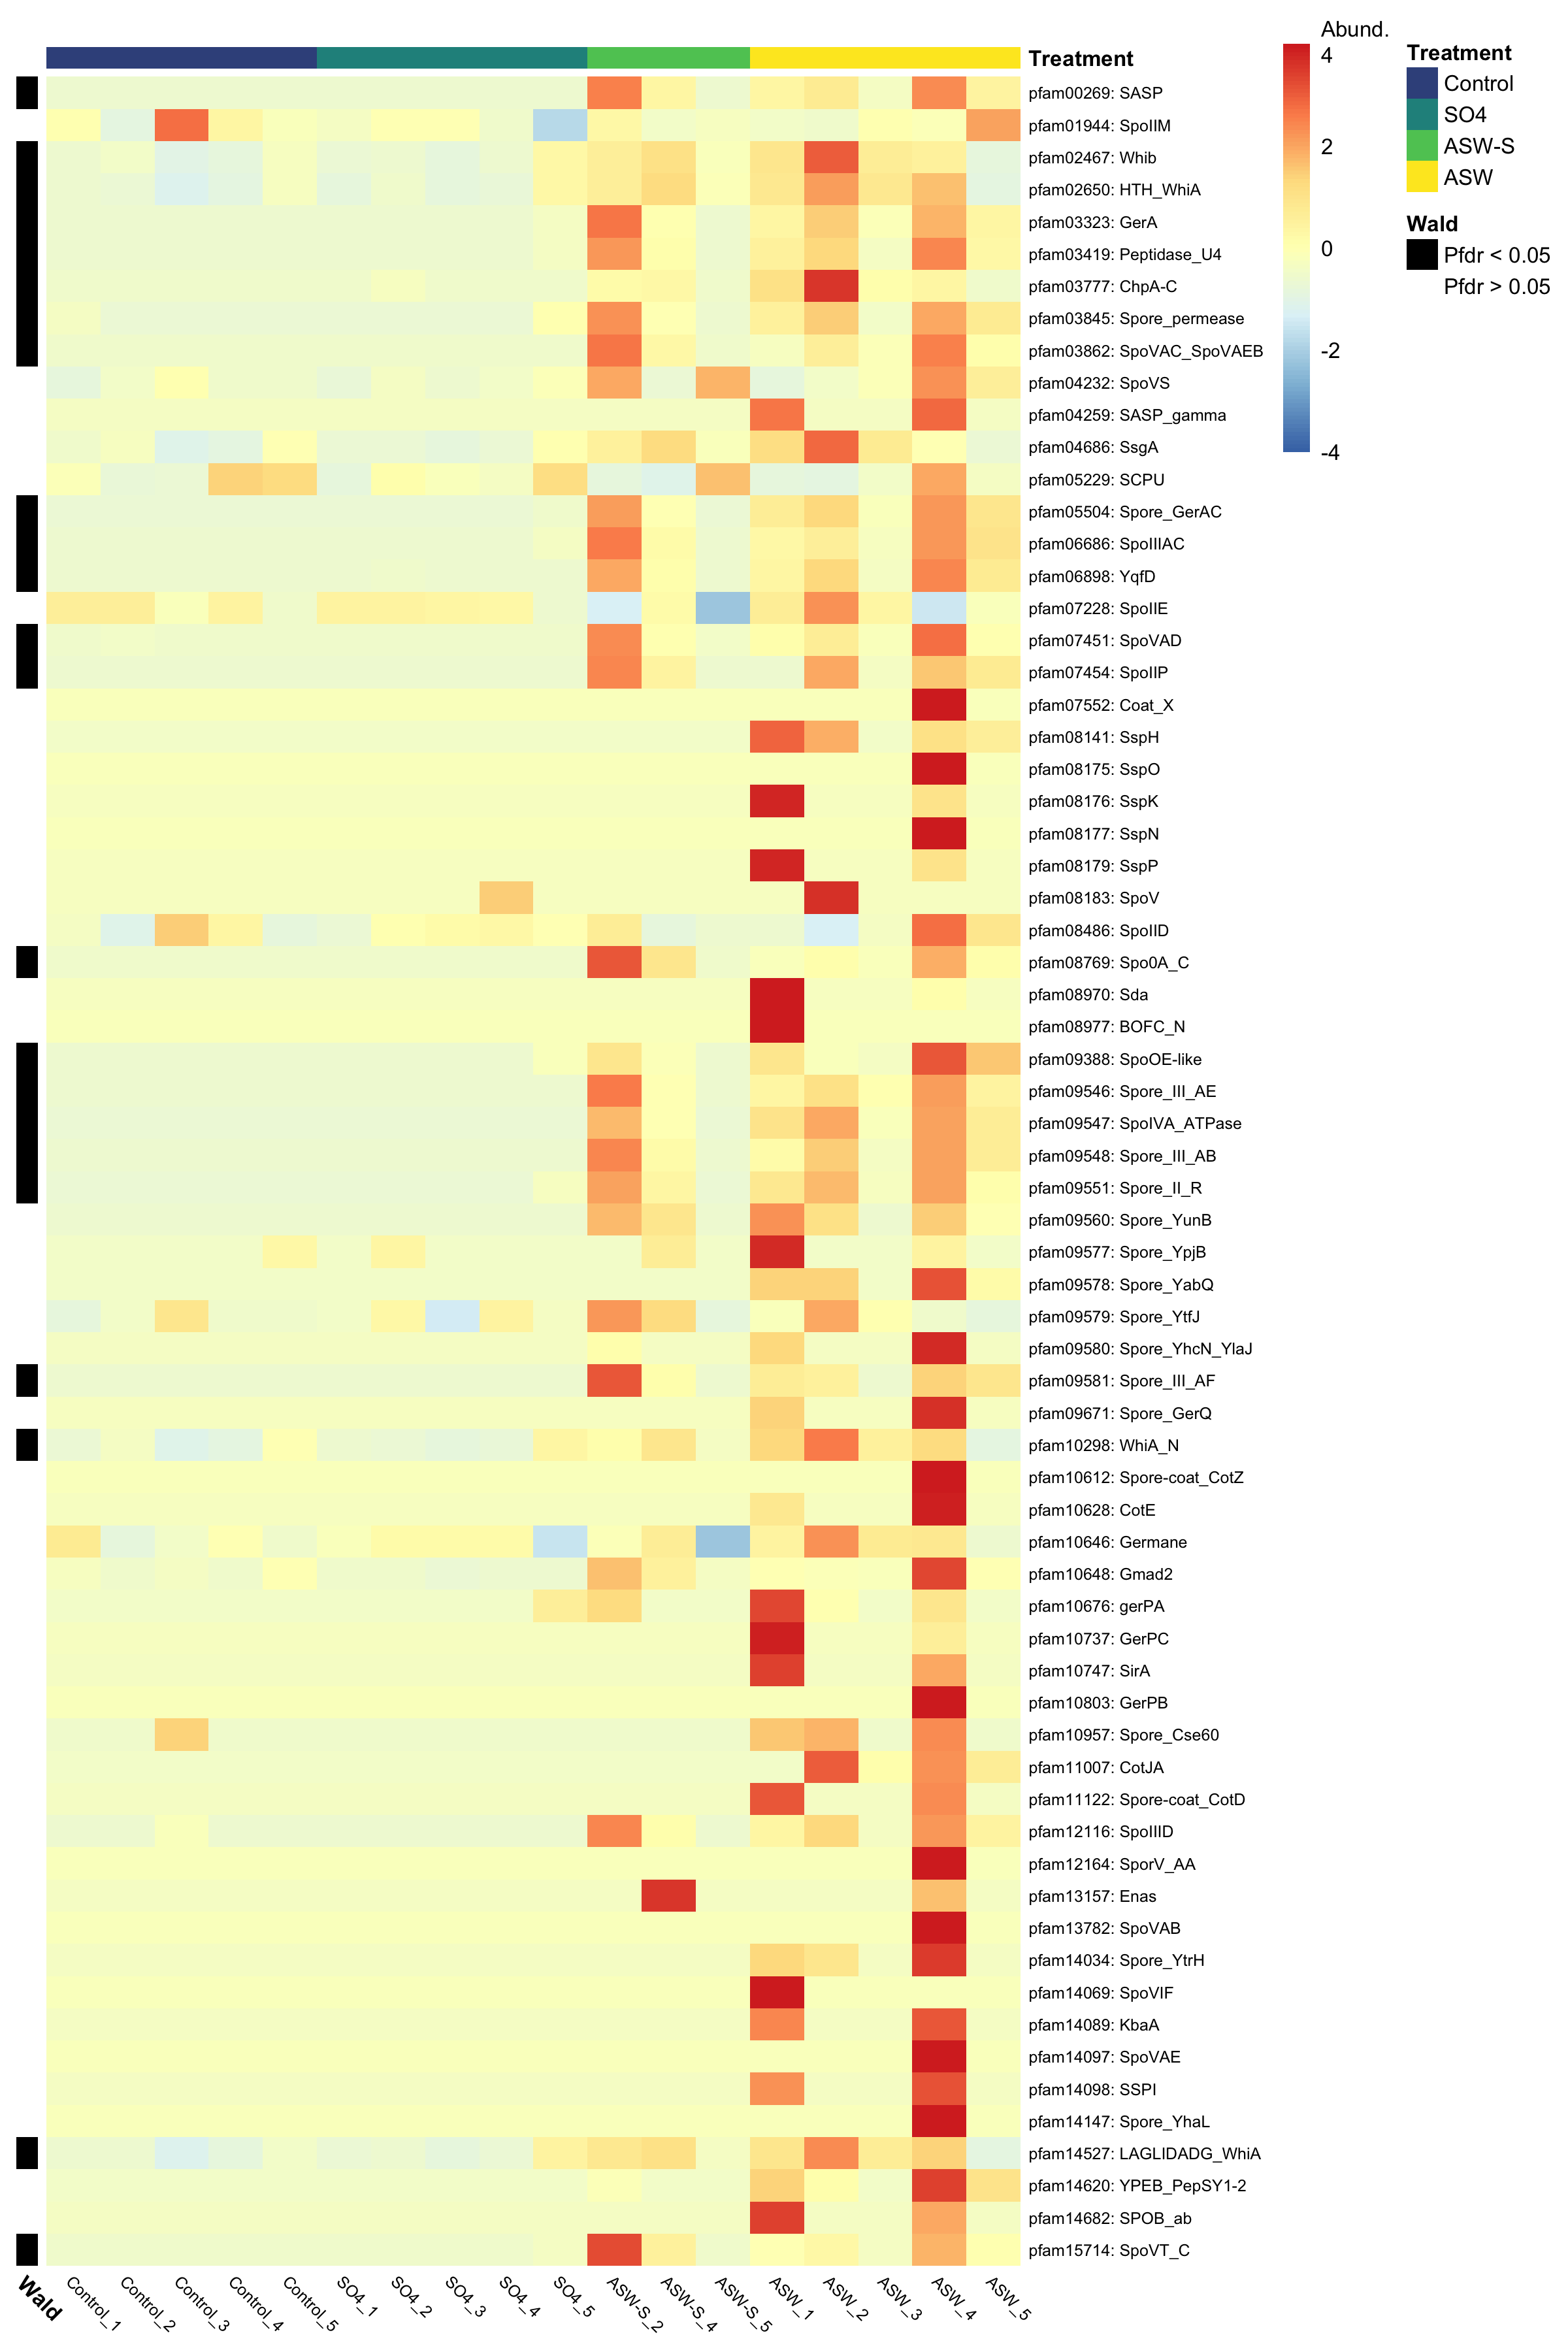 Abund.
4
2
0
-2
-4
Treatment
Control
SO4
ASW-S
ASW
Wald
Pfdr < 0.05
Pfdr > 0.05
Treatment
pfam00269: SASP
pfam01944: SpoIIM
pfam02467: Whib
pfam02650: HTH_WhiA
pfam03323: GerA
pfam03419: Peptidase_U4
pfam03777: ChpA-C
pfam03845: Spore_permease
pfam03862: SpoVAC_SpoVAEB
pfam04232: SpoVS
pfam04259: SASP_gamma
pfam04686: SsgA
pfam05229: SCPU
pfam05504: Spore_GerAC
pfam06686: SpoIIIAC
pfam06898: YqfD
pfam07228: SpoIIE
pfam07451: SpoVAD
pfam07454: SpoIIP
pfam07552: Coat_X
pfam08141: SspH
pfam08175: SspO
pfam08176: SspK
pfam08177: SspN
pfam08179: SspP
pfam08183: SpoV
pfam08486: SpoIID
pfam08769: Spo0A_C
pfam08970: Sda
pfam08977: BOFC_N
pfam09388: SpoOE-like
pfam09546: Spore_III_AE
pfam09547: SpoIVA_ATPase
pfam09548: Spore_III_AB
pfam09551: Spore_II_R
pfam09560: Spore_YunB
pfam09577: Spore_YpjB
pfam09578: Spore_YabQ
pfam09579: Spore_YtfJ
pfam09580: Spore_YhcN_YlaJ
pfam09581: Spore_III_AF
pfam09671: Spore_GerQ
pfam10298: WhiA_N
pfam10612: Spore-coat_CotZ
pfam10628: CotE
pfam10646: Germane
pfam10648: Gmad2
pfam10676: gerPA
pfam10737: GerPC
pfam10747: SirA
pfam10803: GerPB
pfam10957: Spore_Cse60
pfam11007: CotJA
pfam11122: Spore-coat_CotD
pfam12116: SpoIIID
pfam12164: SporV_AA
pfam13157: Enas
pfam13782: SpoVAB
pfam14034: Spore_YtrH
pfam14069: SpoVIF
pfam14089: KbaA
pfam14097: SpoVAE
pfam14098: SSPI
pfam14147: Spore_YhaL
pfam14527: LAGLIDADG_WhiA
pfam14620: YPEB_PepSY1-2
pfam14682: SPOB_ab
pfam15714: SpoVT_C
Wald
Control_1
Control_2
Control_3
Control_4
Control_5
SO4_1
SO4_2
SO4_3
SO4_4
SO4_5
ASW-S_2
ASW-S_4
ASW-S_5
ASW_1
ASW_2
ASW_3
ASW_4
ASW_5